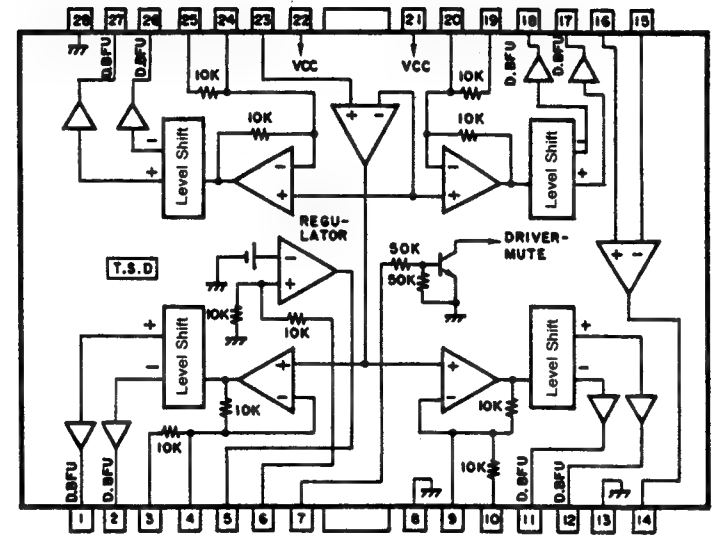 28 27 26 25 24 23 22 21 20 19 18 17 16 15
D.BFU
D.BFU
VCC
VCC
D.BFU
D.BFU
10K
10K
10K
10K
+ -
Level Shift
-
+
-
+
-
+
Level Shift
-
+
REGU-
LATOR
50K
50K
DRIVER-
MUTE
+ -
T.S.D
-
+
10K
10K
Level Shift
+
-
+
-
+
-
Level Shift
+
-
10K
10K
10K
10K
D.BFU
D.BFU
D.BFU
D.BFU
1 2 3 4 5 6 7 8 9 10 11 12 13 14